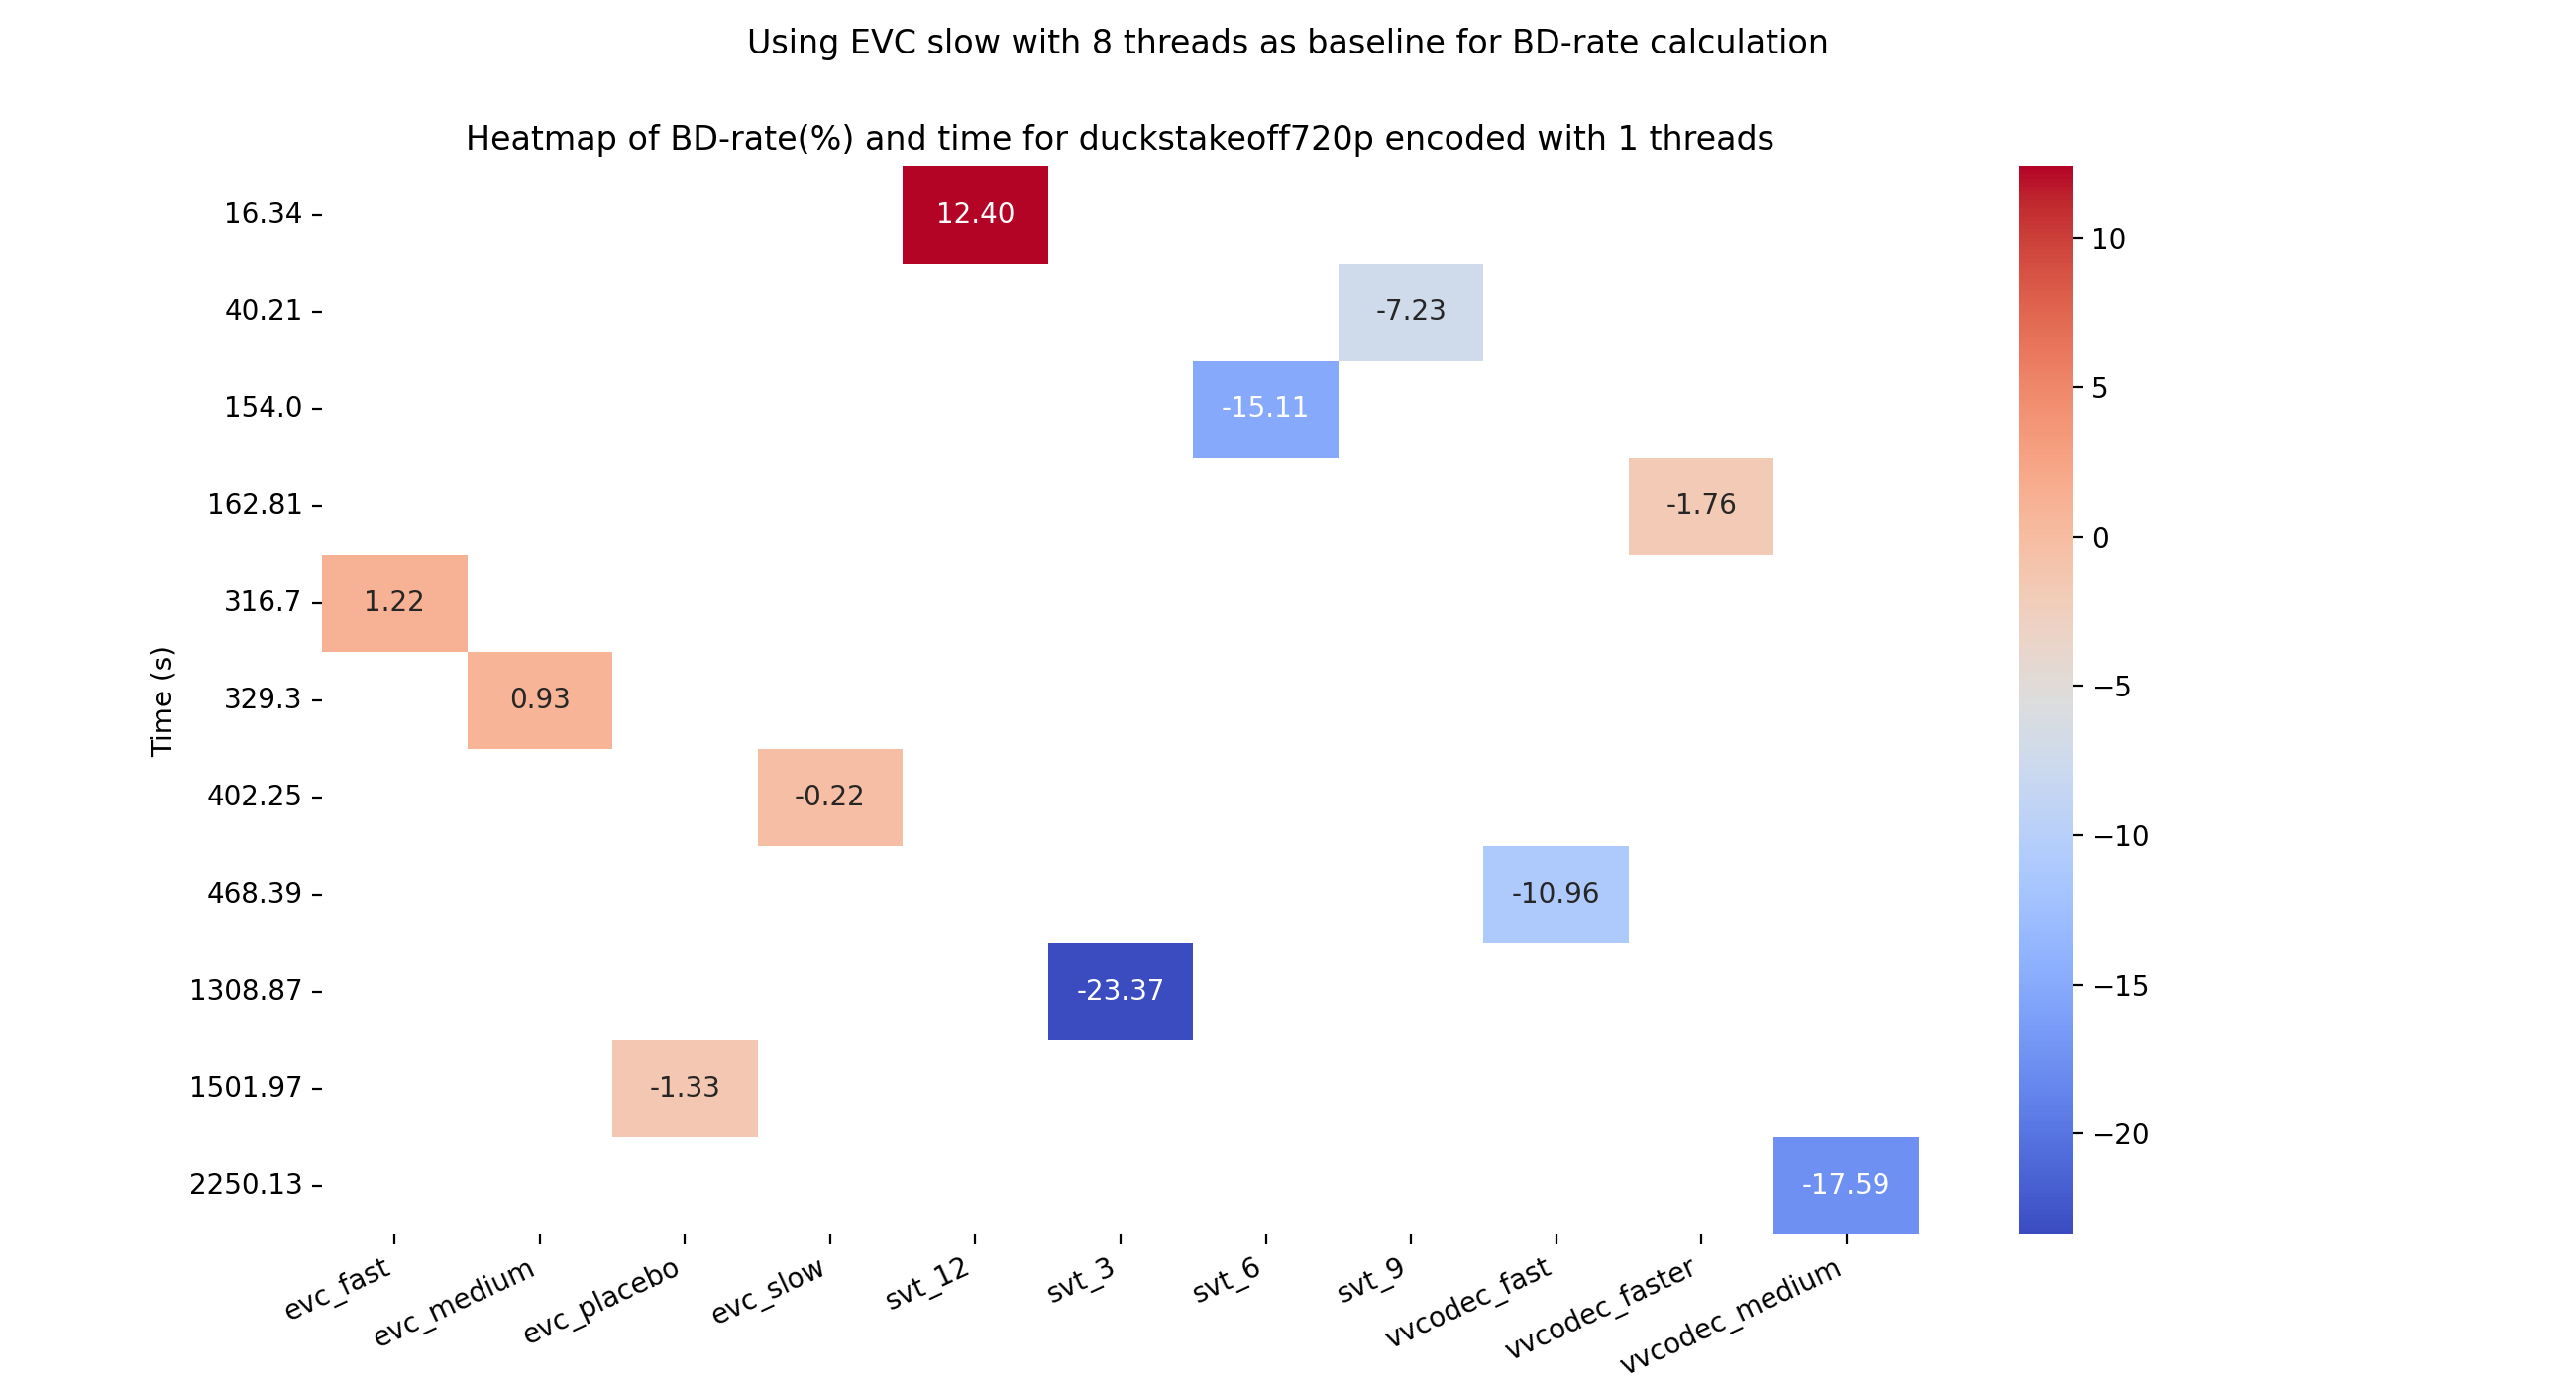 Using EVC slow with 8 threads as baseline for BD-rate calculation
Heatmap of BD-rate(%) and time for duckstakeoff720p encoded with 1 threads
Time (s)
16.34
12.40
40.21
-7.23
154.0
-15.11
162.81
-1.76
316.7
1.22
329.3
0.93
402.25
-0.22
468.39
-10.96
1308.87
-23.37
1501.97
-1.33
2250.13
-17.59
evc_fast
evc_medium
evc_placebo
evc_slow
svt_12
svt_3
svt_6
svt_9
vvcodec_fast
vvcodec_faster
vvcodec_medium
10
5
0
−5
−10
−15
−20